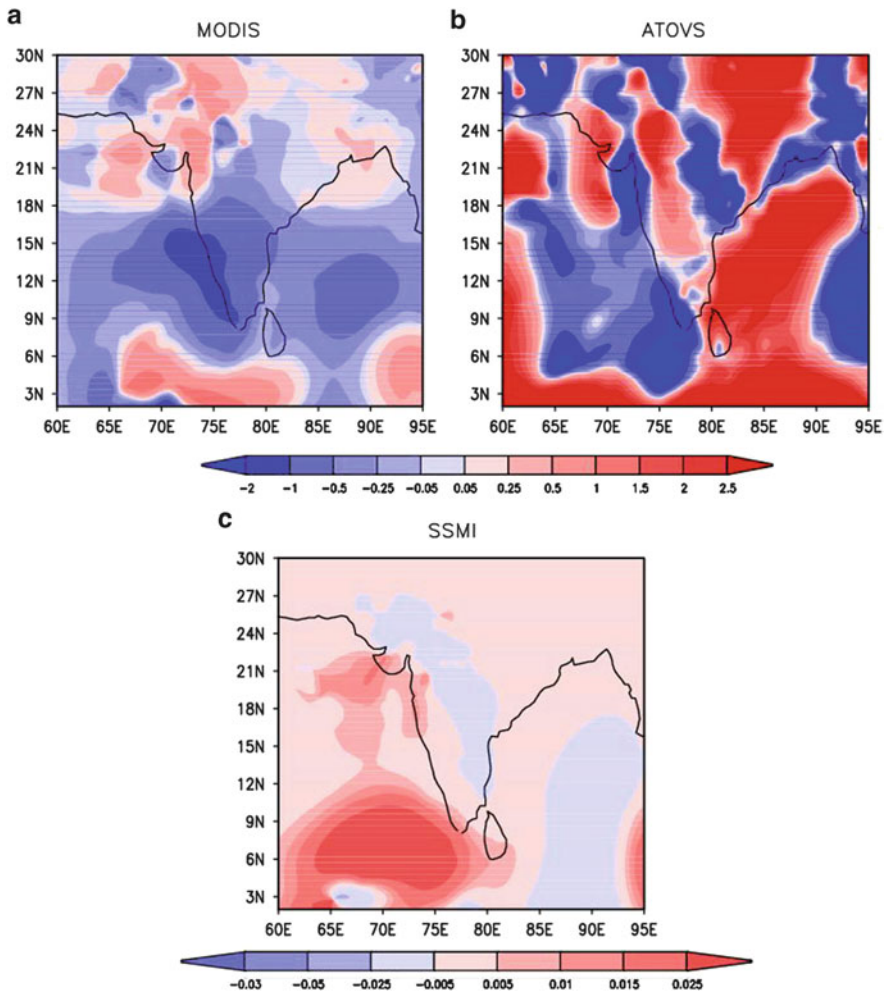 a
MODIS
30N
27N
24N
21N
18N
15N
12N
9N
6N
3N
60E 65E 70E 75E 80E 85E 90E 95E
b
ATOVS
30N
27N
24N
21N
18N
15N
12N
9N
6N
3N
60E 65E 70E 75E 80E 85E 90E 95E
-2 -1 -0.5 -0.25 -0.05 0.05 0.25 0.5 1 1.5 2 2.5
c
SSMI
30N
27N
24N
21N
18N
15N
12N
9N
6N
3N
60E 65E 70E 75E 80E 85E 90E 95E
-0.03 -0.05 -0.025 -0.005 0.005 0.01 0.015 0.025